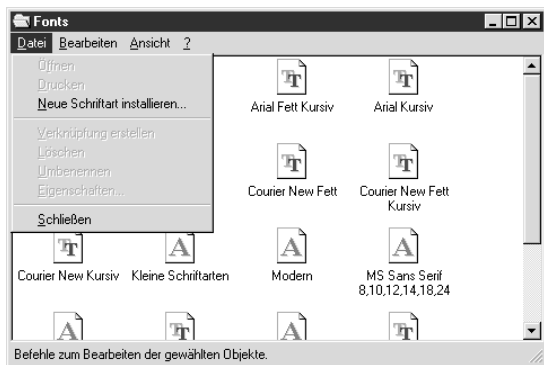 Fonts
Datei Bearbeiten Ansicht ?
Öffnen
Drucken
Neue Schriftart installieren...
Verknüpfung erstellen
Löschen
Umbenennen
Eigenschaften...
Schließen
Arial Fett Kursiv Arial Kursiv
Courier New Fett Courier New Fett
Kursiv
Courier New Kursiv Kleine Schriftarten Modern MS Sans Serif
8,10,12,14,18,24
Befehle zum Bearbeiten der gewählten Objekte.